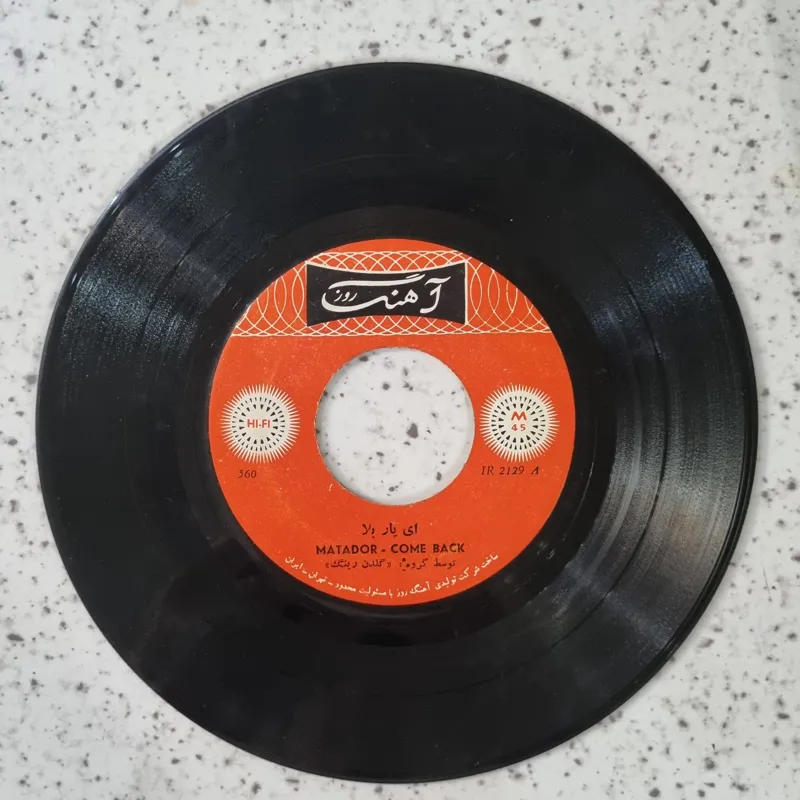 آهنگ روز
HI-FI
M
45
360
IR 2129 A
ای یار بلا
MATADOR - COME BACK
توسط گروه: «گلدن رینگ»
ساخت شرکت تولیدی آهنگ روز با مسئولیت محدود - تهران - ایران